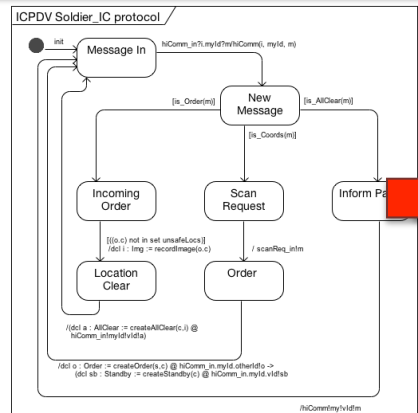 ICPDV Soldier_IC protocol
init
Message In
hiComm_in?i.myId?m/hiComm(i, myId, m)
New
Message
[is_Order(m)]
[is_AllClear(m)]
[is_Coords(m)]
Incoming
Order
Scan
Request
Inform Pa
[((o.c) not in set unsafeLocs)]
/dcl i : Img := recordImage(o.c)
/ scanReq_in!m
Location
Clear
Order
/(dcl a : AllClear := createAllClear(c,i) @
hiComm_in!myId!vId!a)
/dcl o : Order := createOrder(s,c) @ hiComm_in.myId.otherId!o ->
(dcl sb : Standby := createStandby(c) @ hiComm_in.myId.vId!sb
/hiComm!my!vId!m